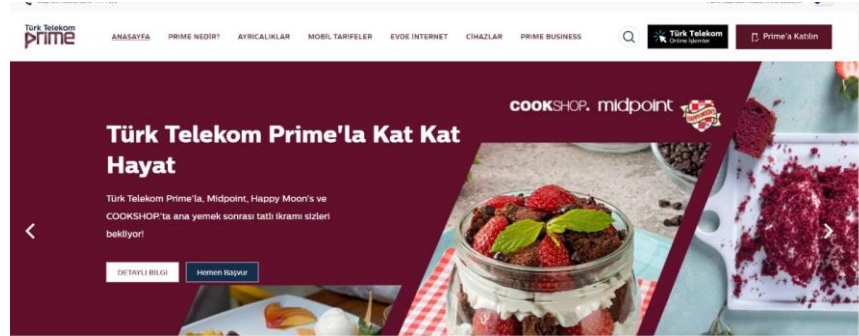 Türk Telekom
prime
ANASAYFA PRIME NEDİR? AYRICALIKLAR MOBİL TARİFELER EVDE İNTERNET CİHAZLAR PRIME BUSINESS
Türk Telekom
Online İşlemler
Prime'a Katılın
COOKSHOP. midpoint HAPPY MOON'S
Türk Telekom Prime'la Kat Kat
Hayat
Türk Telekom Prime'la, Midpoint, Happy Moon's ve
COOKSHOP'ta ana yemek sonrası tatlı ikramı sizleri
bekliyor!
DETAYLI BİLGİ Hemen Başvur